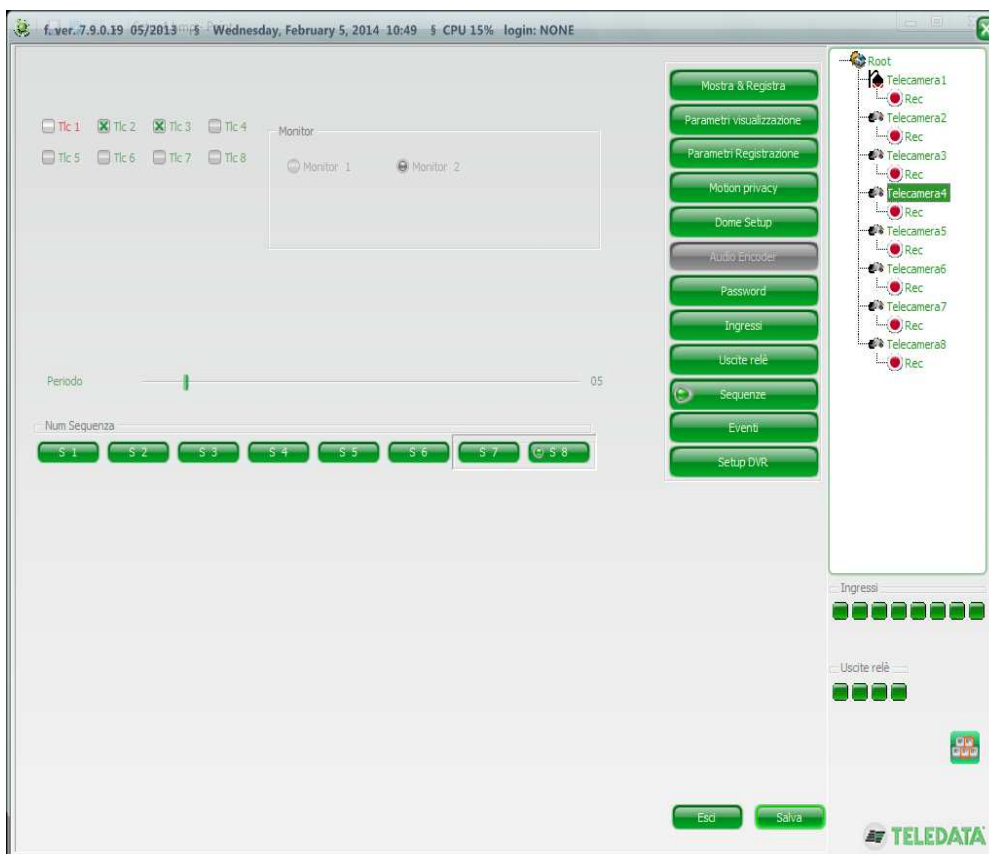 f. ver. 7.9.0.19 05/2013 § Wednesday, February 5, 2014 10:49 § CPU 15% login: NONE
Tlc 1 Tlc 2 Tlc 3 Tlc 4
Tlc 5 Tlc 6 Tlc 7 Tlc 8
Monitor
Monitor 1 Monitor 2
Periodo 05
Num Sequenza
S 1 S 2 S 3 S 4 S 5 S 6 S 7 S 8
Mostra & Registra
Parametri visualizzazione
Parametri Registrazione
Motion privacy
Dome Setup
Audio Encoder
Password
Ingressi
Uscite relè
Sequenze
Eventi
Setup DVR
Root
Telecamera1
Rec
Telecamera2
Rec
Telecamera3
Rec
Telecamera4
Rec
Telecamera5
Rec
Telecamera6
Rec
Telecamera7
Rec
Telecamera8
Rec
Ingressi
Uscite relè
Esci Salva
TELEDATA